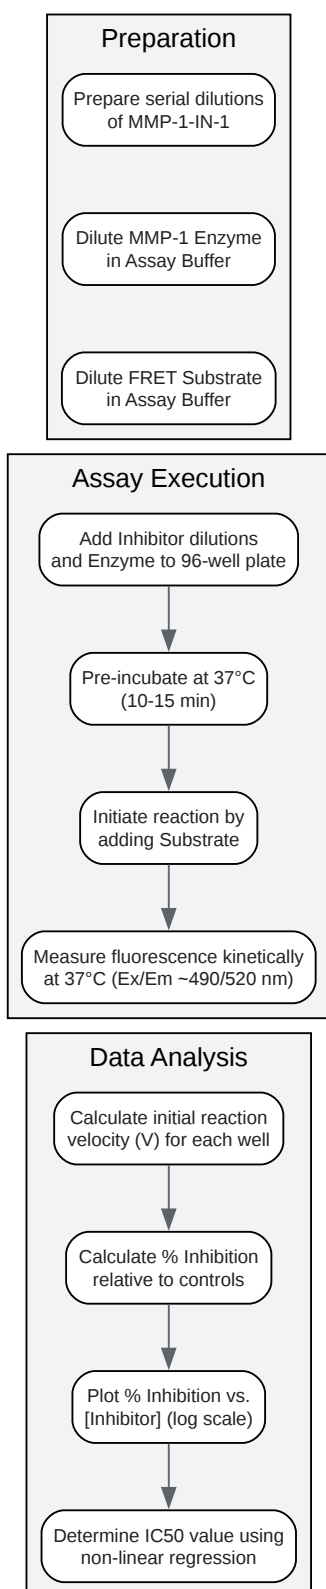 Preparation
Prepare serial dilutions
of MMP-1-IN-1
Dilute MMP-1 Enzyme
in Assay Buffer
Dilute FRET Substrate
in Assay Buffer
Assay Execution
Add Inhibitor dilutions
and Enzyme to 96-well plate
Pre-incubate at 37°C
(10-15 min)
Initiate reaction by
adding Substrate
Measure fluorescence kinetically
at 37°C (Ex/Em ~490/520 nm)
Data Analysis
Calculate initial reaction
velocity (V) for each well
Calculate % Inhibition
relative to controls
Plot % Inhibition vs.
[Inhibitor] (log scale)
Determine IC50 value using
non-linear regression